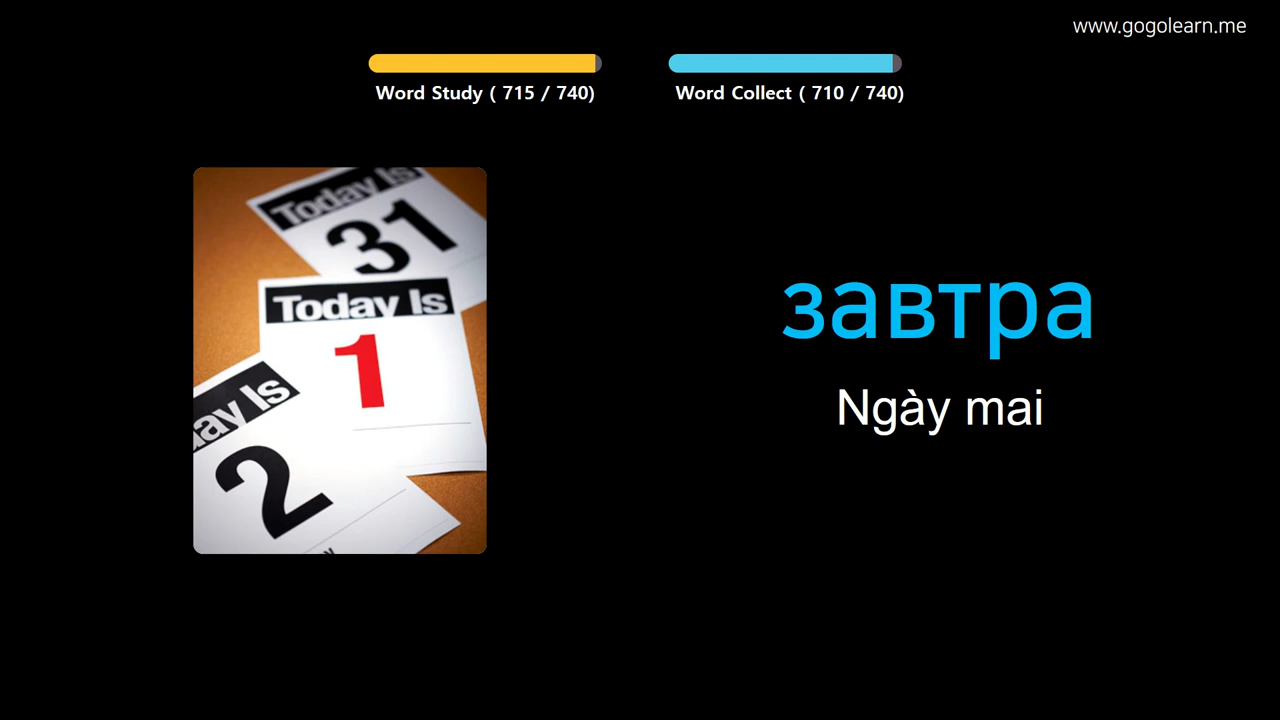 www.gogolearn.me
Word Study ( 715 / 740)
Word Collect ( 710 / 740)
Today Is
31
Today Is
1
ay Is
2
завтра
Ngày mai